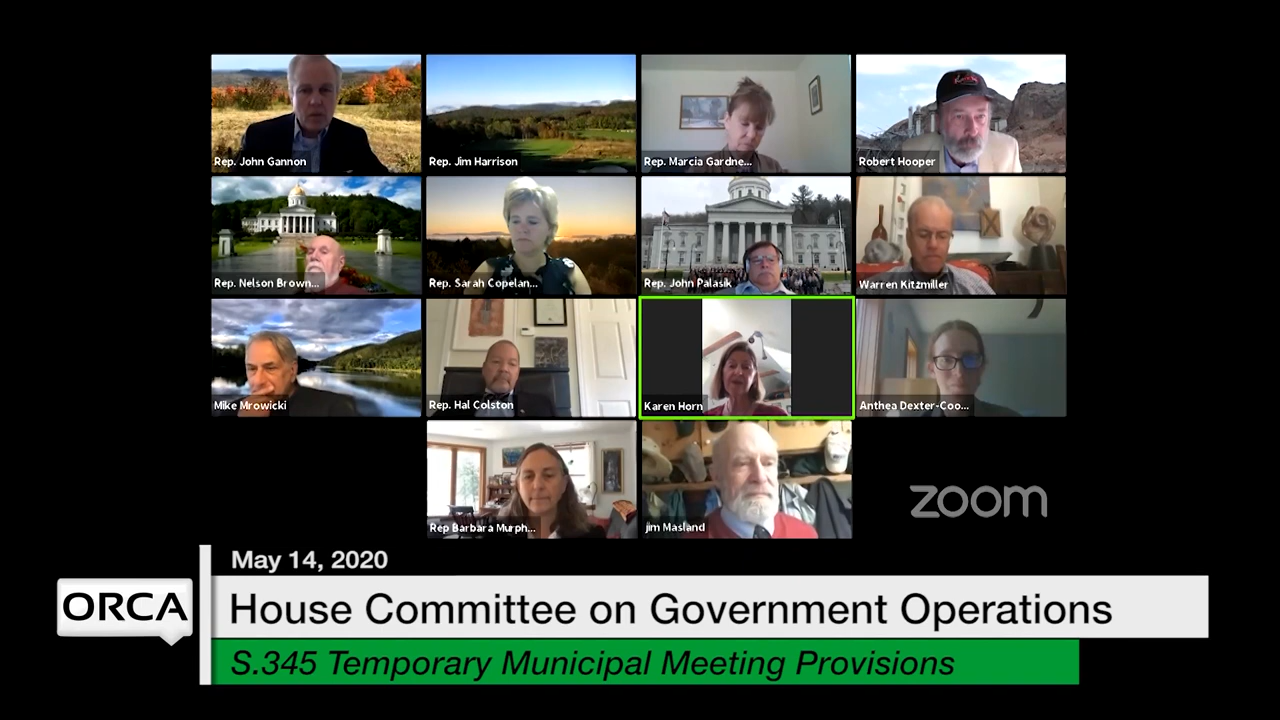 Rep. John Gannon
Rep. Jim Harrison
Rep. Marcia Gardne...
Robert Hooper
Rep. Nelson Brown...
Rep. Sarah Copelan...
Rep. John Palasik
Warren Kitzmiller
Mike Mrowicki
Rep. Hal Colston
Karen Horn
Anthea Dexter-Coo...
Rep Barbara Murph...
jim Masland
zoom
May 14, 2020
ORCA
House Committee on Government Operations
S.345 Temporary Municipal Meeting Provisions